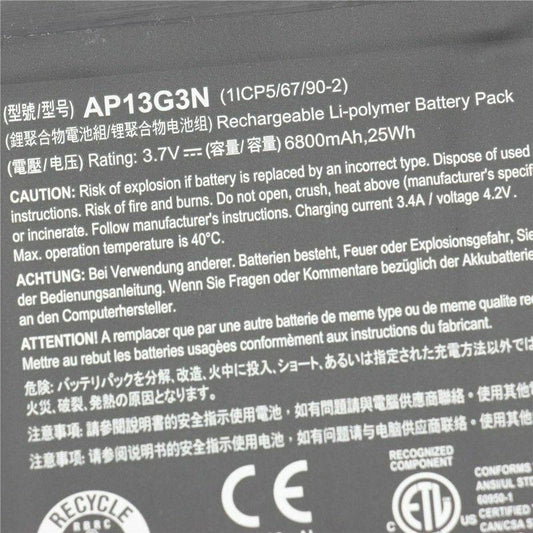 (型號/型号) AP13G3N (1ICP5/67/90-2)
(鋰聚合物電池組/锂聚合物电池组) Rechargeable Li-polymer Battery Pack
(電壓/电压) Rating: 3.7V⎓(容量/容量) 6800mAh,25Wh
CAUTION: Risk of explosion if battery is replaced by an incorrect type. Dispose of used
instructions. Risk of fire and burns. Do not open, crush, heat above (manufacturer's specif
or incinerate. Follow manufacturer's instructions. Charging current 3.4A / voltage 4.2V.
Max. operation temperature is 40°C.
ACHTUNG: Bei Verwendung anderer. Batterien besteht, Feuer oder Explosionsgefahr, Sie
der Bedienungsanleitung. Wenn Sie Fragen oder Kommentare bezüglich der Akkubatterie
an den Computerhersteller.
ATTENTION! A remplacer que par une autre batterie de meme type ou de meme qualite re
Mettre au rebut les batteries usagées conformèment aux instructions du fabricant.
危険: バッテリパックを分解、改造、火中に投入、ショート、あるいは指定された充電方法以外では
火災、破裂、発熱の原因となります。
注意事項: 請參閱說明書的安全指示使用電池，如有問題請與電腦供應商聯絡・使用其他
注意事项: 请参阅说明书的安全指示使用电池，如有问题请与电脑供应商联络・使用其他
RECYCLE
RBRC
CE
RECOGNIZED
COMPONENT
ETL
C
US
CONFORMS
ANSI/UL STD
60950-1
CERTIFIED
CAN/CSA S